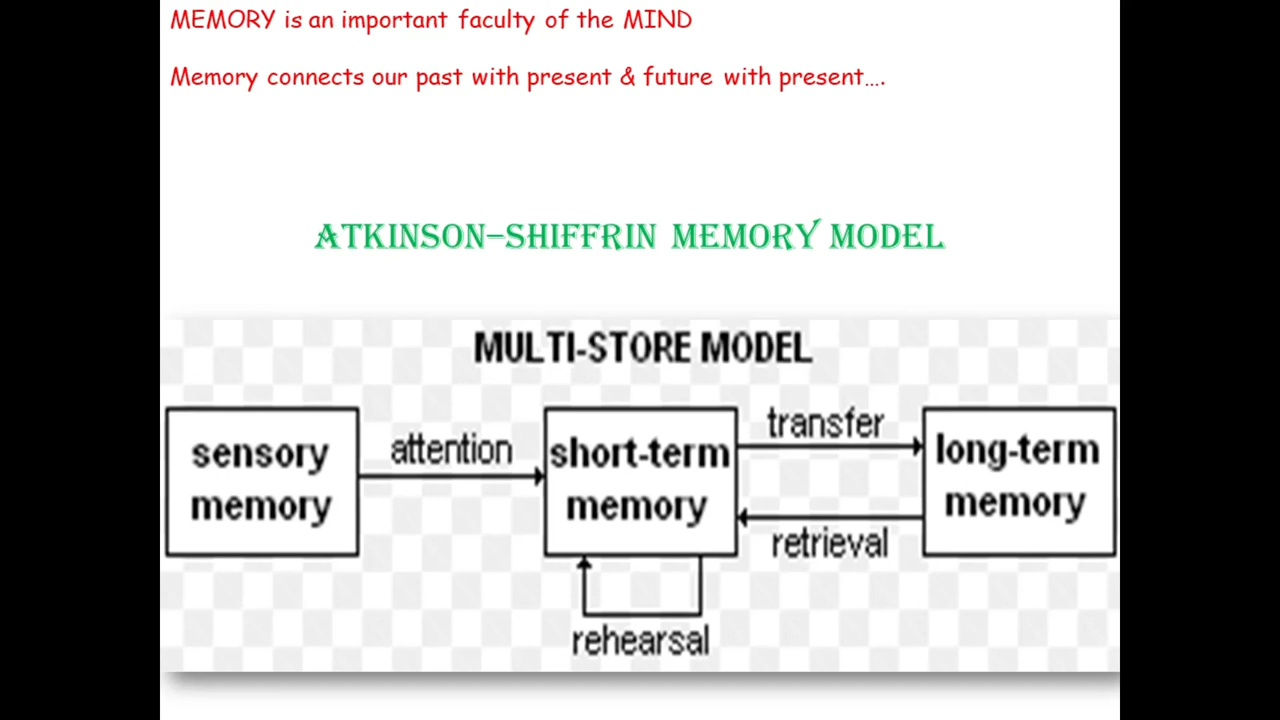 MEMORY is an important faculty of the MIND
Memory connects our past with present & future with present….
ATKINSON–SHIFFRIN MEMORY MODEL
MULTI-STORE MODEL
sensory
memory
attention
short-term
memory
rehearsal
transfer
retrieval
long-term
memory